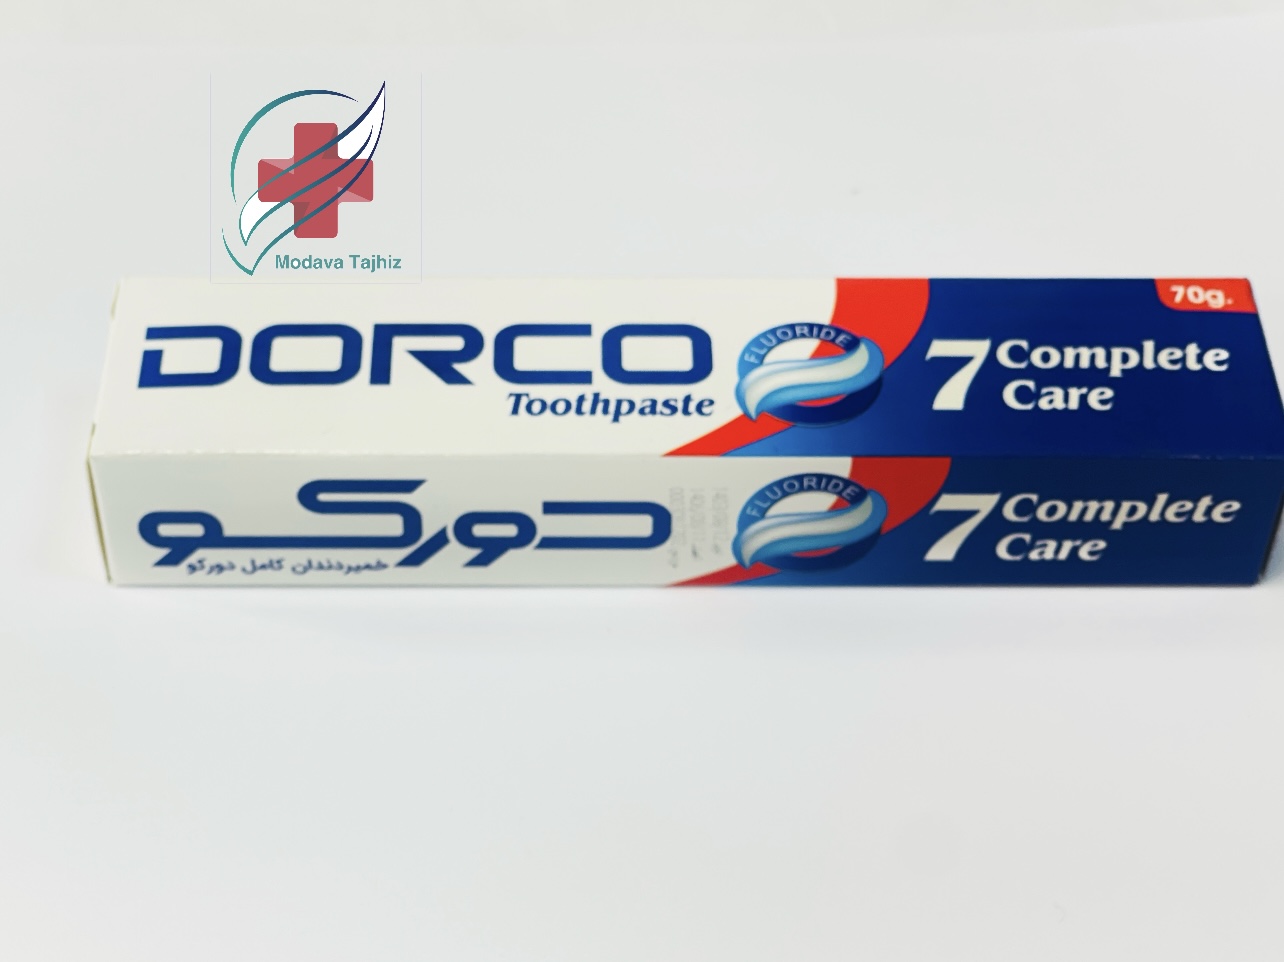 Modava Tajhiz
70g.
DORCO
Toothpaste
FLUORIDE
7 Complete
Care
دورکو
خمیردندان کامل دورکو
FLUORIDE
7 Complete
Care